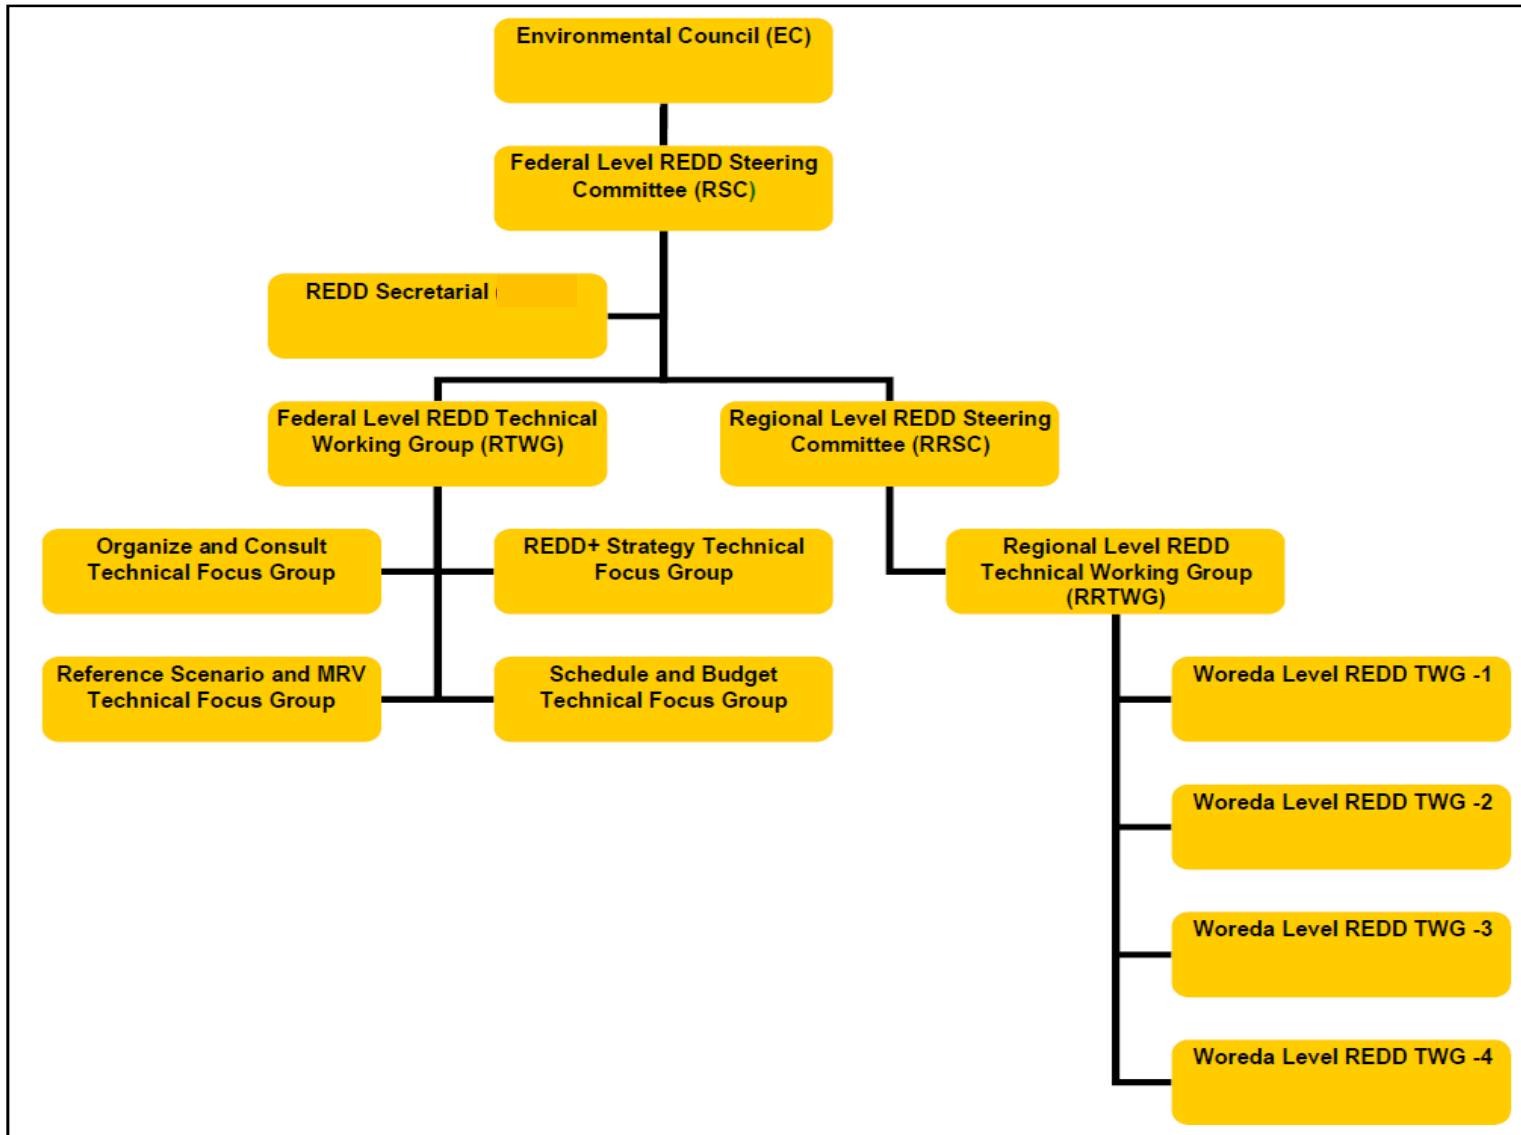 Environmental Council (EC)
Federal Level REDD Steering
Committee (RSC)
REDD Secretarial (
Federal Level REDD Technical
Working Group (RTWG)
Regional Level REDD Steering
Committee (RRSC)
Organize and Consult
Technical Focus Group
REDD+ Strategy Technical
Focus Group
Regional Level REDD
Technical Working Group
(RRTWG)
Reference Scenario and MRV
Technical Focus Group
Schedule and Budget
Technical Focus Group
Woreda Level REDD TWG -1
Woreda Level REDD TWG -2
Woreda Level REDD TWG -3
Woreda Level REDD TWG -4